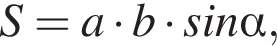 S = a · b · sinα,